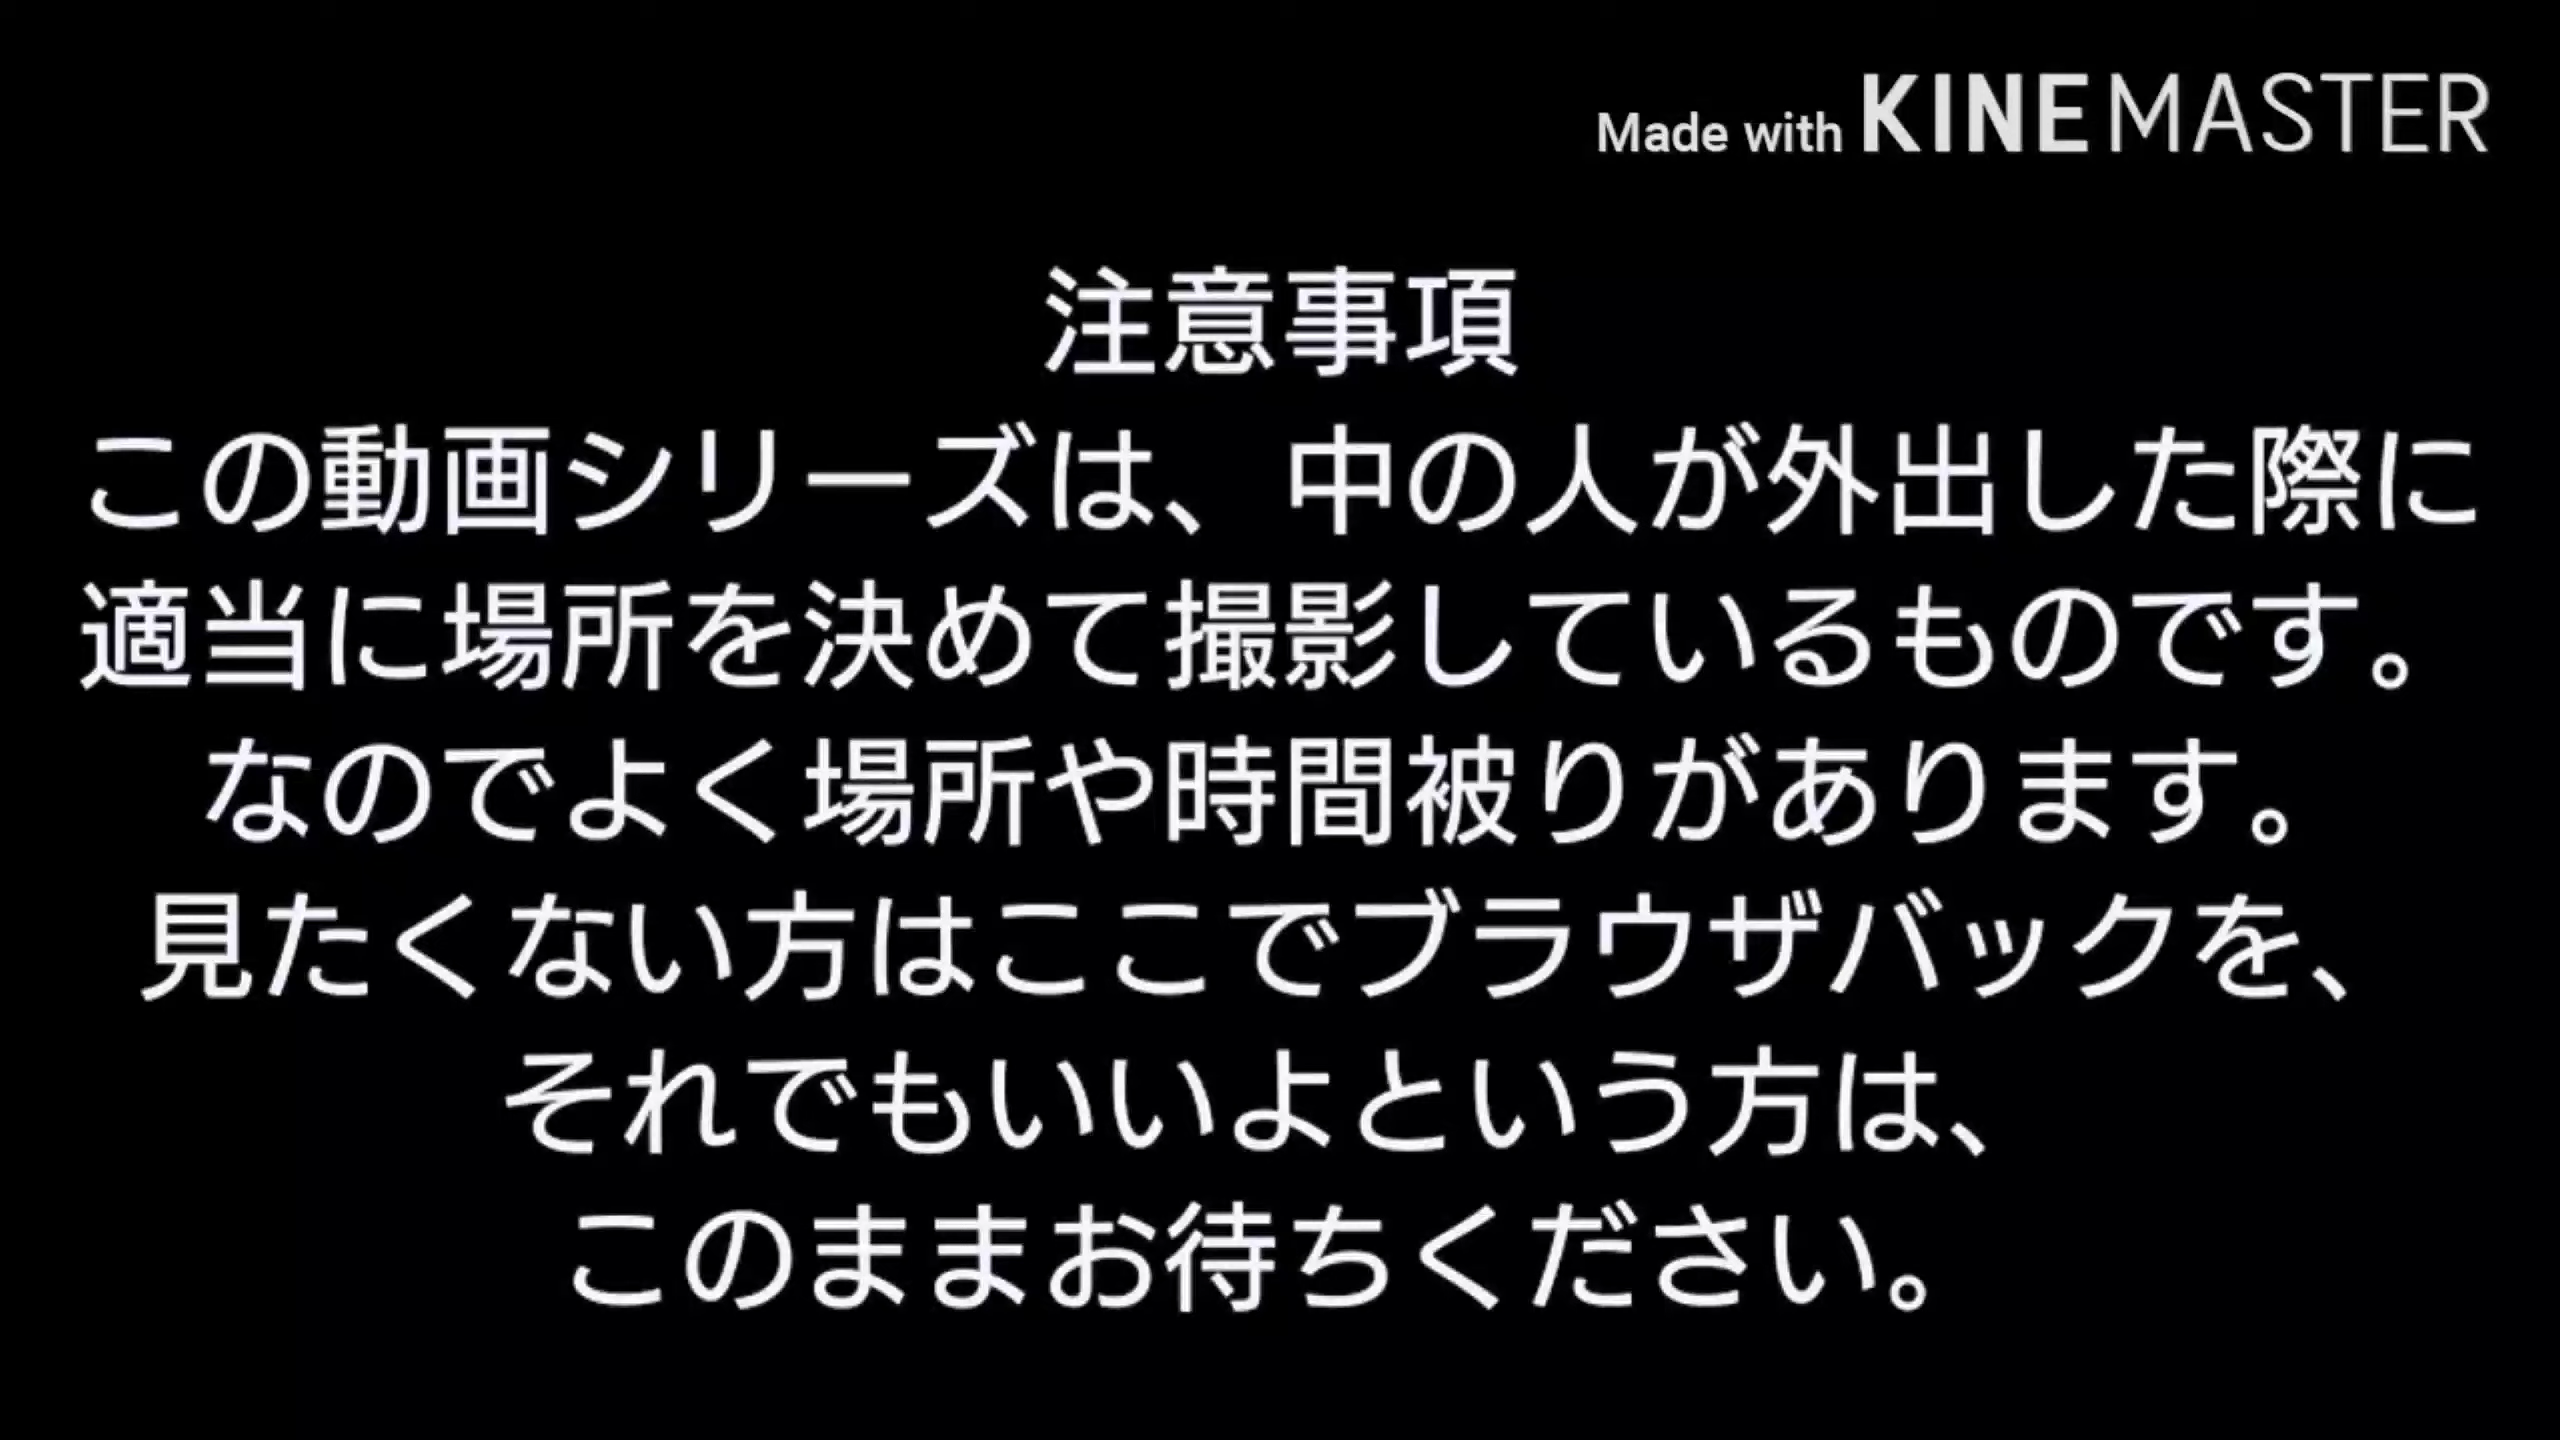 Made with KINEMASTER
注意事項
この動画シリーズは、中の人が外出した際に
適当に場所を決めて撮影しているものです。
なのでよく場所や時間被りがあります。
見たくない方はここでブラウザバックを、
それでもいいよという方は、
このままお待ちください。